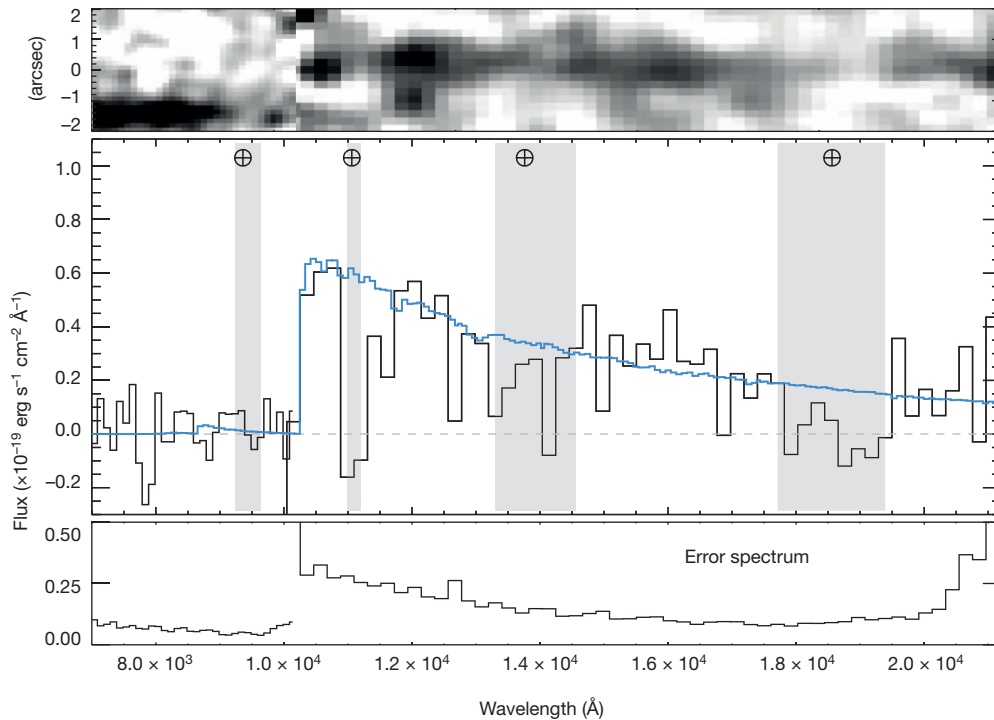 2
1
0
−1
−2
(arcsec)
⊕ ⊕ ⊕ ⊕
1.0
0.8
0.6
0.4
0.2
0.0
−0.2
Flux (×10⁻¹⁹ erg s⁻¹ cm⁻² Å⁻¹)
Error spectrum
0.50
0.25
0.00
8.0 × 10³ 1.0 × 10⁴ 1.2 × 10⁴ 1.4 × 10⁴ 1.6 × 10⁴ 1.8 × 10⁴ 2.0 × 10⁴
Wavelength (Å)